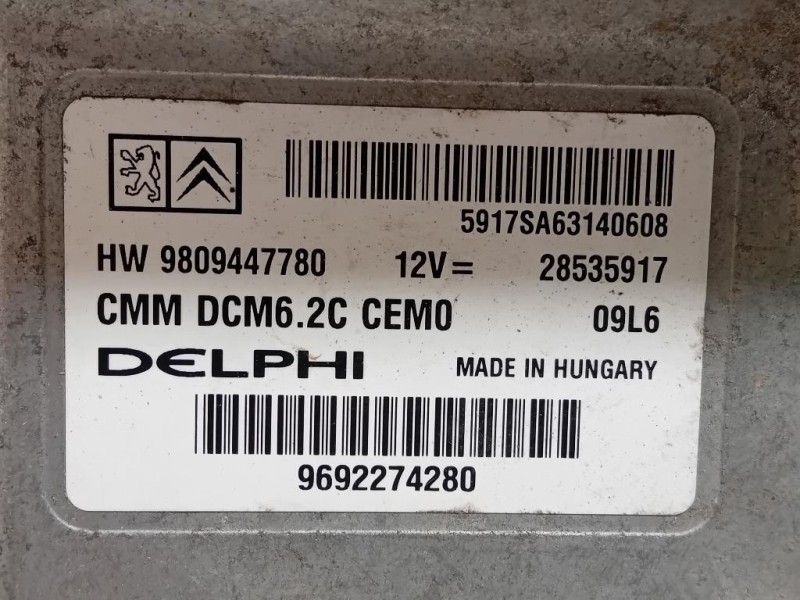 5917SA63140608
HW 9809447780 12V= 28535917
CMM DCM6.2C CEM0 09L6
DELPHI MADE IN HUNGARY
9692274280